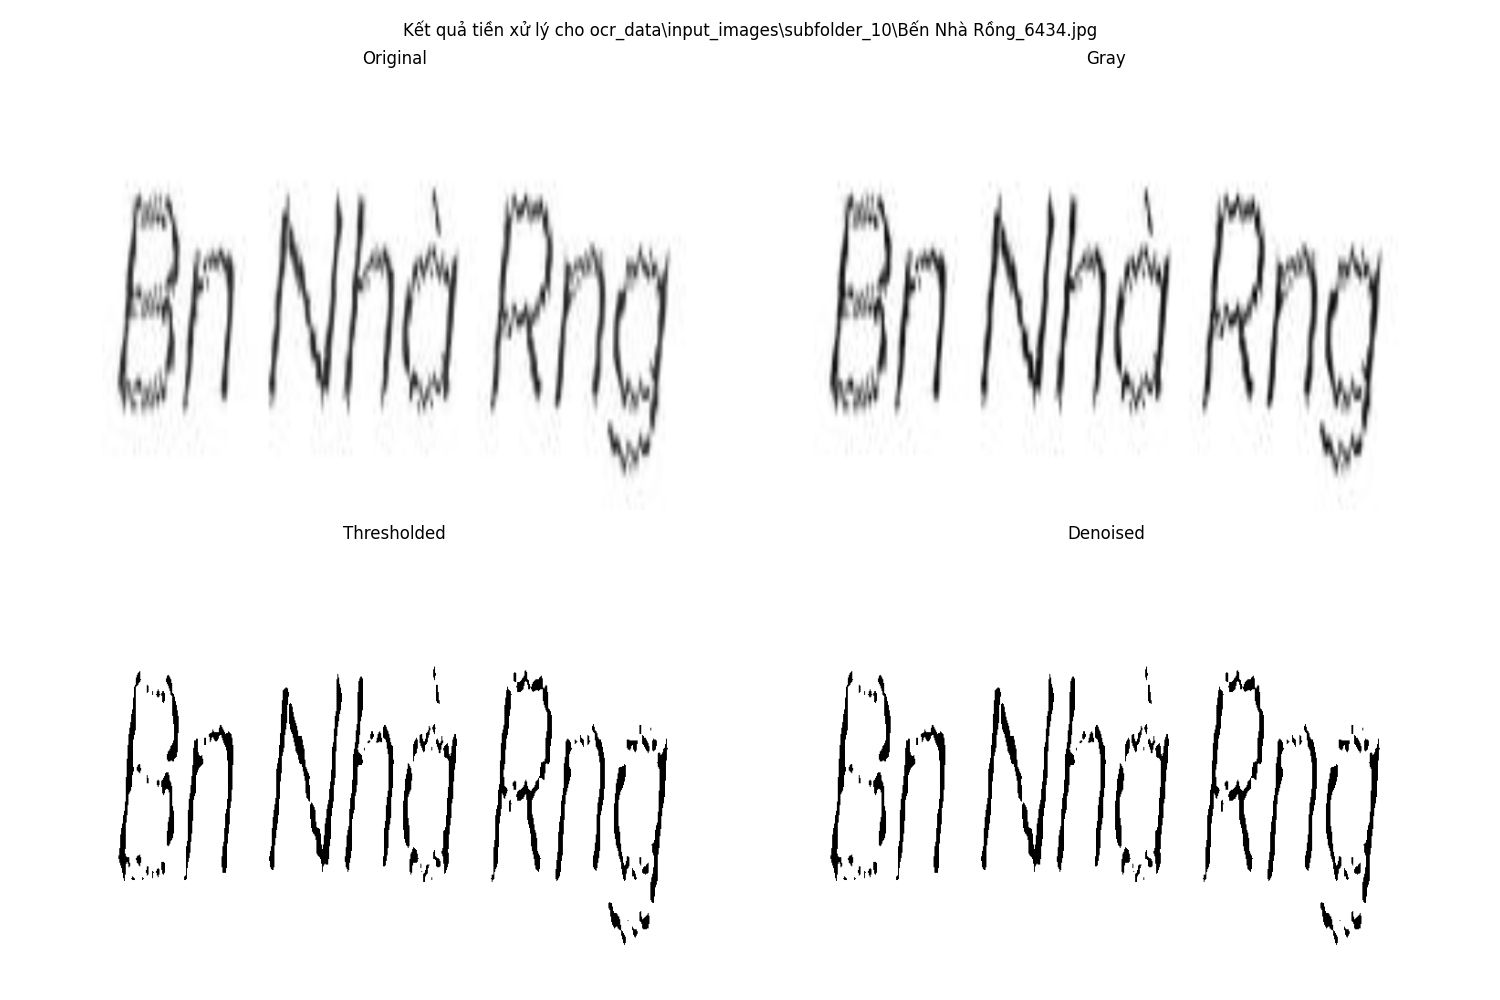 Kết quả tiền xử lý cho ocr_data\input_images\subfolder_10\Bến Nhà Rồng_6434.jpg
Original
Gray
Bn Nhà Rng
Bn Nhà Rng
Thresholded
Denoised
Bn Nhà Rng
Bn Nhà Rng